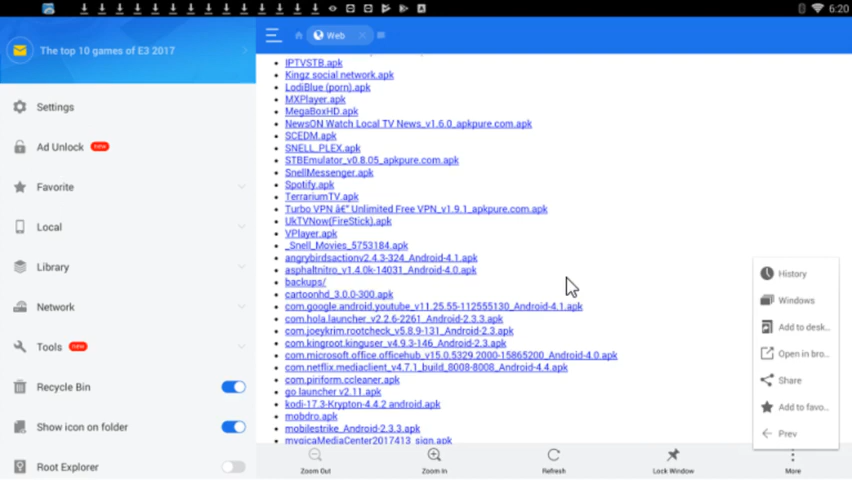 6:20
The top 10 games of E3 2017
Settings
Ad Unlock new
Favorite
Local
Library
Network
Tools new
Recycle Bin
Show icon on folder
Root Explorer
Web
IPTVSTB.apk
Kingz social network.apk
LodiBlue (porn).apk
MXPlayer.apk
MegaBoxHD.apk
NewsON Watch Local TV News_v1.6.0_apkpure.com.apk
SCEDM.apk
SNELL_PLEX.apk
STBEmulator_v0.8.05_apkpure.com.apk
SnellMessenger.apk
Spotify.apk
TerrariumTV.apk
Turbo VPN â€“ Unlimited Free VPN_v1.9.1_apkpure.com.apk
UkTVNow(FireStick).apk
VPlayer.apk
_Snell_Movies_5753184.apk
angrybirdsactionv2.4.3-324_Android-4.1.apk
asphaltnitro_v1.4.0k-14031_Android-4.0.apk
backups/
cartoonhd_3.0.0-300.apk
com.google.android.youtube_v11.25.55-112555130_Android-4.1.apk
com.hola.launcher_v2.2.6-2261_Android-2.3.3.apk
com.joeykrim.rootcheck_v5.8.9-131_Android-2.3.apk
com.kingroot.kinguser_v4.9.3-146_Android-2.3.3.apk
com.microsoft.office.officehub_v15.0.5329.2000-15865200_Android-4.0.apk
com.netflix.mediaclient_v4.7.1_build_8008-8008_Android-4.4.apk
com.piriform.ccleaner.apk
go launcher v2.11.apk
kodi-17.3-Krypton-4.4.2 android.apk
mobdro.apk
mobilestrike_Android-2.3.3.apk
mygicaMediaCenter2017413_sign.apk
History
Windows
Add to desk...
Open in bro...
Share
Add to favo...
Prev
Zoom Out
Zoom In
Refresh
Lock Window
More